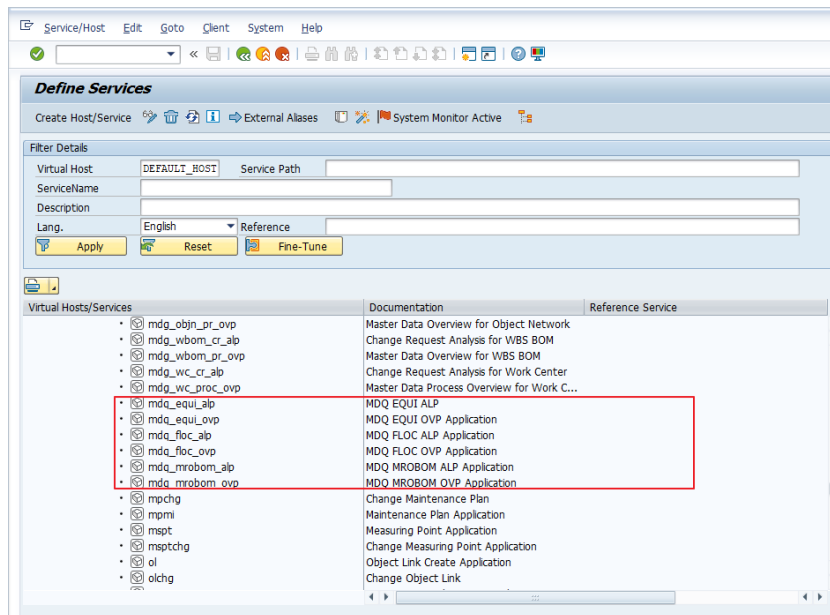 Service/Host Edit Goto Client System Help
Define Services
Create Host/Service External Aliases System Monitor Active
Filter Details
Virtual Host DEFAULT_HOST Service Path
ServiceName
Description
Lang. English Reference
Apply Reset Fine-Tune
Virtual Hosts/Services Documentation Reference Service
mdg_objn_pr_ovp Master Data Overview for Object Network
mdg_wbom_cr_alp Change Request Analysis for WBS BOM
mdg_wbom_pr_ovp Master Data Overview for WBS BOM
mdg_wc_cr_alp Change Request Analysis for Work Center
mdg_wc_proc_ovp Master Data Process Overview for Work C...
mdq_equi_alp MDQ EQUI ALP
mdq_equi_ovp MDQ EQUI OVP Application
mdq_floc_alp MDQ FLOC ALP Application
mdq_floc_ovp MDQ FLOC OVP Application
mdq_mrobom_alp MDQ MROBOM ALP Application
mdq_mrobom_ovp MDQ MROBOM OVP Application
mpchg Change Maintenance Plan
mpmi Maintenance Plan Application
mspt Measuring Point Application
msptchg Change Measuring Point Application
ol Object Link Create Application
olchg Change Object Link